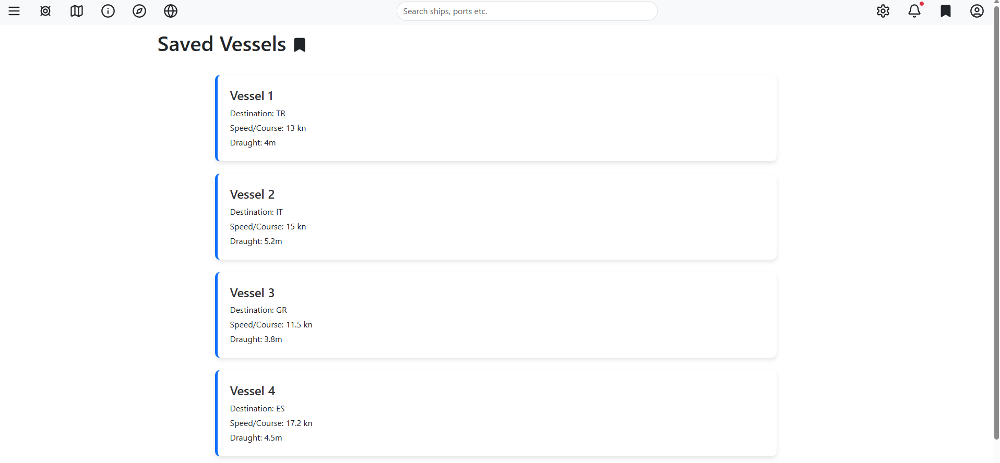 Search ships, ports etc.
Saved Vessels
Vessel 1
Destination: TR
Speed/Course: 13 kn
Draught: 4m
Vessel 2
Destination: IT
Speed/Course: 15 kn
Draught: 5.2m
Vessel 3
Destination: GR
Speed/Course: 11.5 kn
Draught: 3.8m
Vessel 4
Destination: ES
Speed/Course: 17.2 kn
Draught: 4.5m